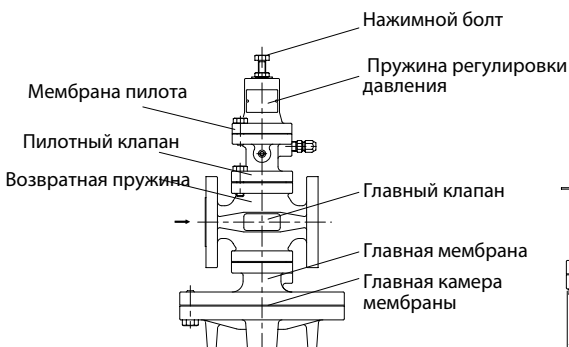 Нажимной болт
Пружина регулировки
давления
Мембрана пилота
Пилотный клапан
Возвратная пружина
Главный клапан
Главная мембрана
Главная камера
мембраны